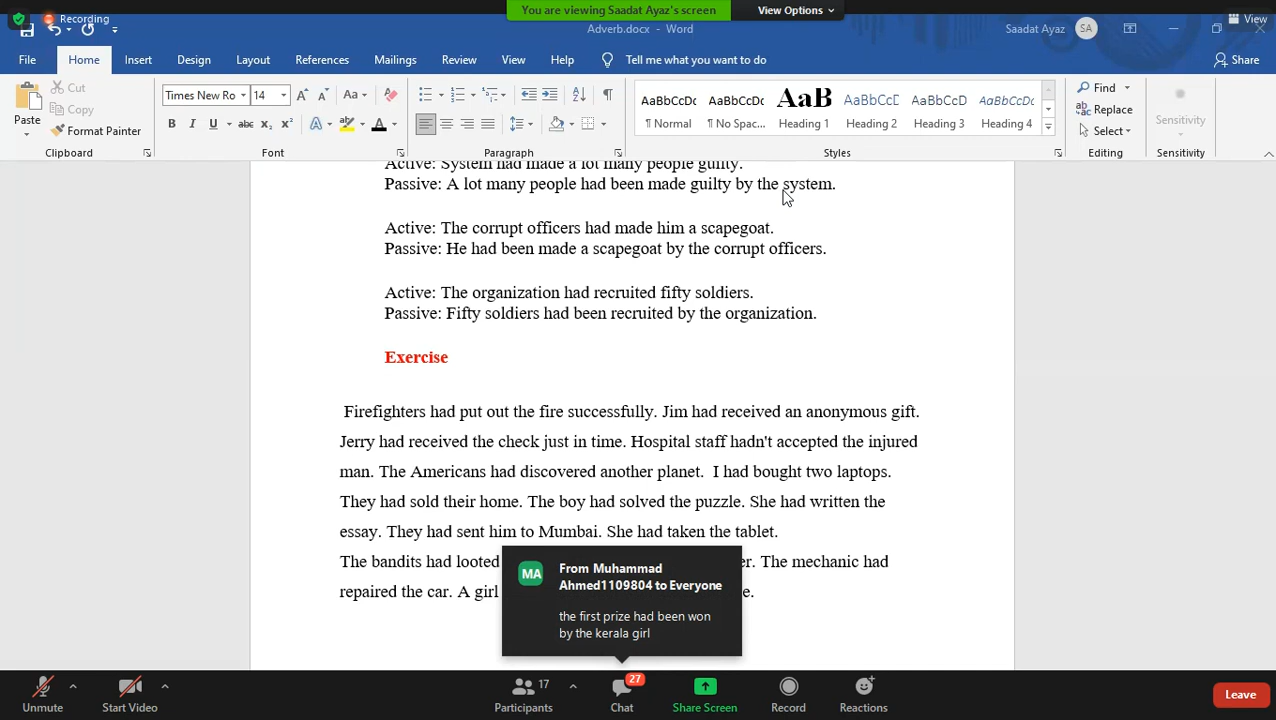 You are viewing Saadat Ayaz's screen
View Options
View
Recording
Adverb.docx - Word
Saadat Ayaz
SA
File
Home
Insert
Design
Layout
References
Mailings
Review
View
Help
Tell me what you want to do
Share
Paste
Cut
Copy
Format Painter
Clipboard
Times New Ro
14
Font
Paragraph
AaBbCcDc
¶ Normal
AaBbCcDc
¶ No Spac...
AaB
Heading 1
AaBbCcDc
Heading 2
AaBbCcDc
Heading 3
AaBbCcDc
Heading 4
Styles
Find
Replace
Select
Editing
Sensitivity
Sensitivity
Active: System had made a lot many people guilty.
Passive: A lot many people had been made guilty by the system.
Active: The corrupt officers had made him a scapegoat.
Passive: He had been made a scapegoat by the corrupt officers.
Active: The organization had recruited fifty soldiers.
Passive: Fifty soldiers had been recruited by the organization.
Exercise
Firefighters had put out the fire successfully. Jim had received an anonymous gift.
Jerry had received the check just in time. Hospital staff hadn't accepted the injured
man. The Americans had discovered another planet. I had bought two laptops.
They had sold their home. The boy had solved the puzzle. She had written the
essay. They had sent him to Mumbai. She had taken the tablet.
The bandits had looted The mechanic had
repaired the car. A girl
MA
From Muhammad
Ahmed1109804 to Everyone
the first prize had been won
by the kerala girl
Unmute
Start Video
17
Participants
27
Chat
Share Screen
Record
Reactions
Leave